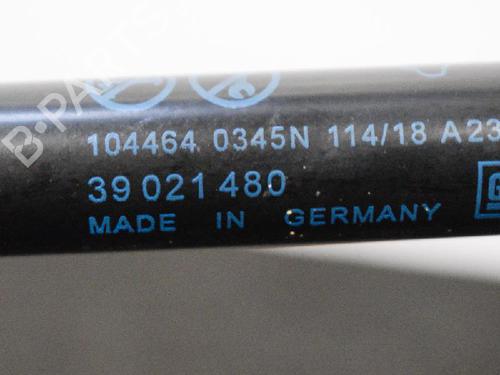 104464 0345N 114/18 A23
39 021 480
MADE IN GERMANY
B-PARTS